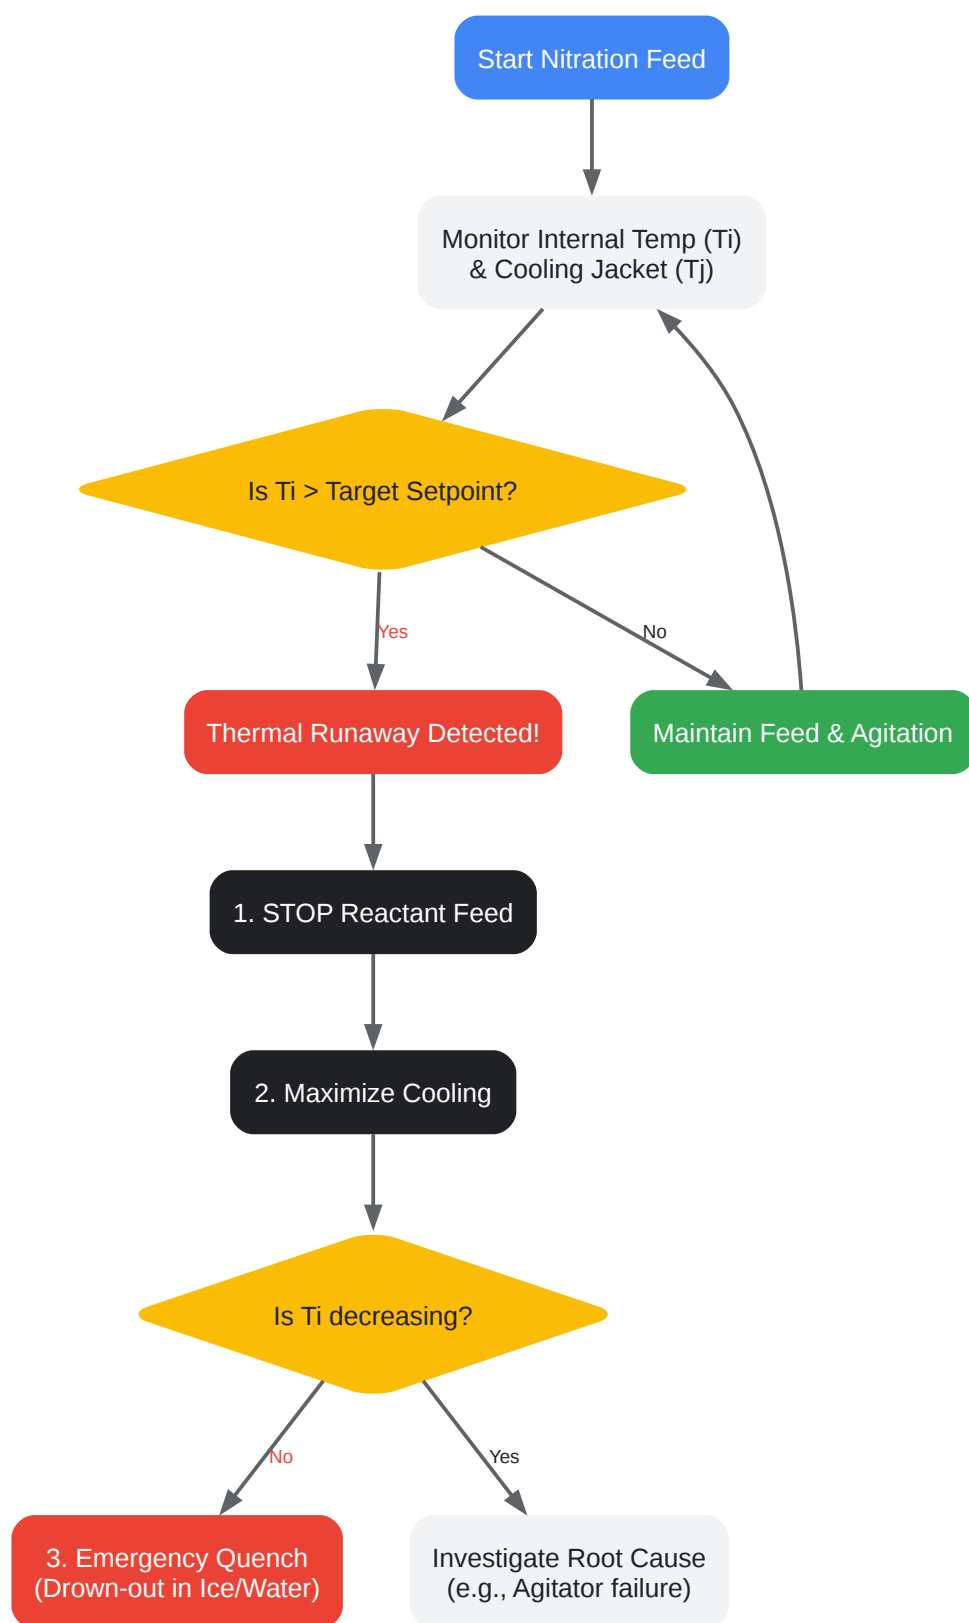 Start Nitration Feed
Monitor Internal Temp (Ti)
& Cooling Jacket (Tj)
Is Ti > Target Setpoint?
Yes
No
Thermal Runaway Detected!
Maintain Feed & Agitation
1. STOP Reactant Feed
2. Maximize Cooling
Is Ti decreasing?
No
Yes
3. Emergency Quench
(Drown-out in Ice/Water)
Investigate Root Cause
(e.g., Agitator failure)